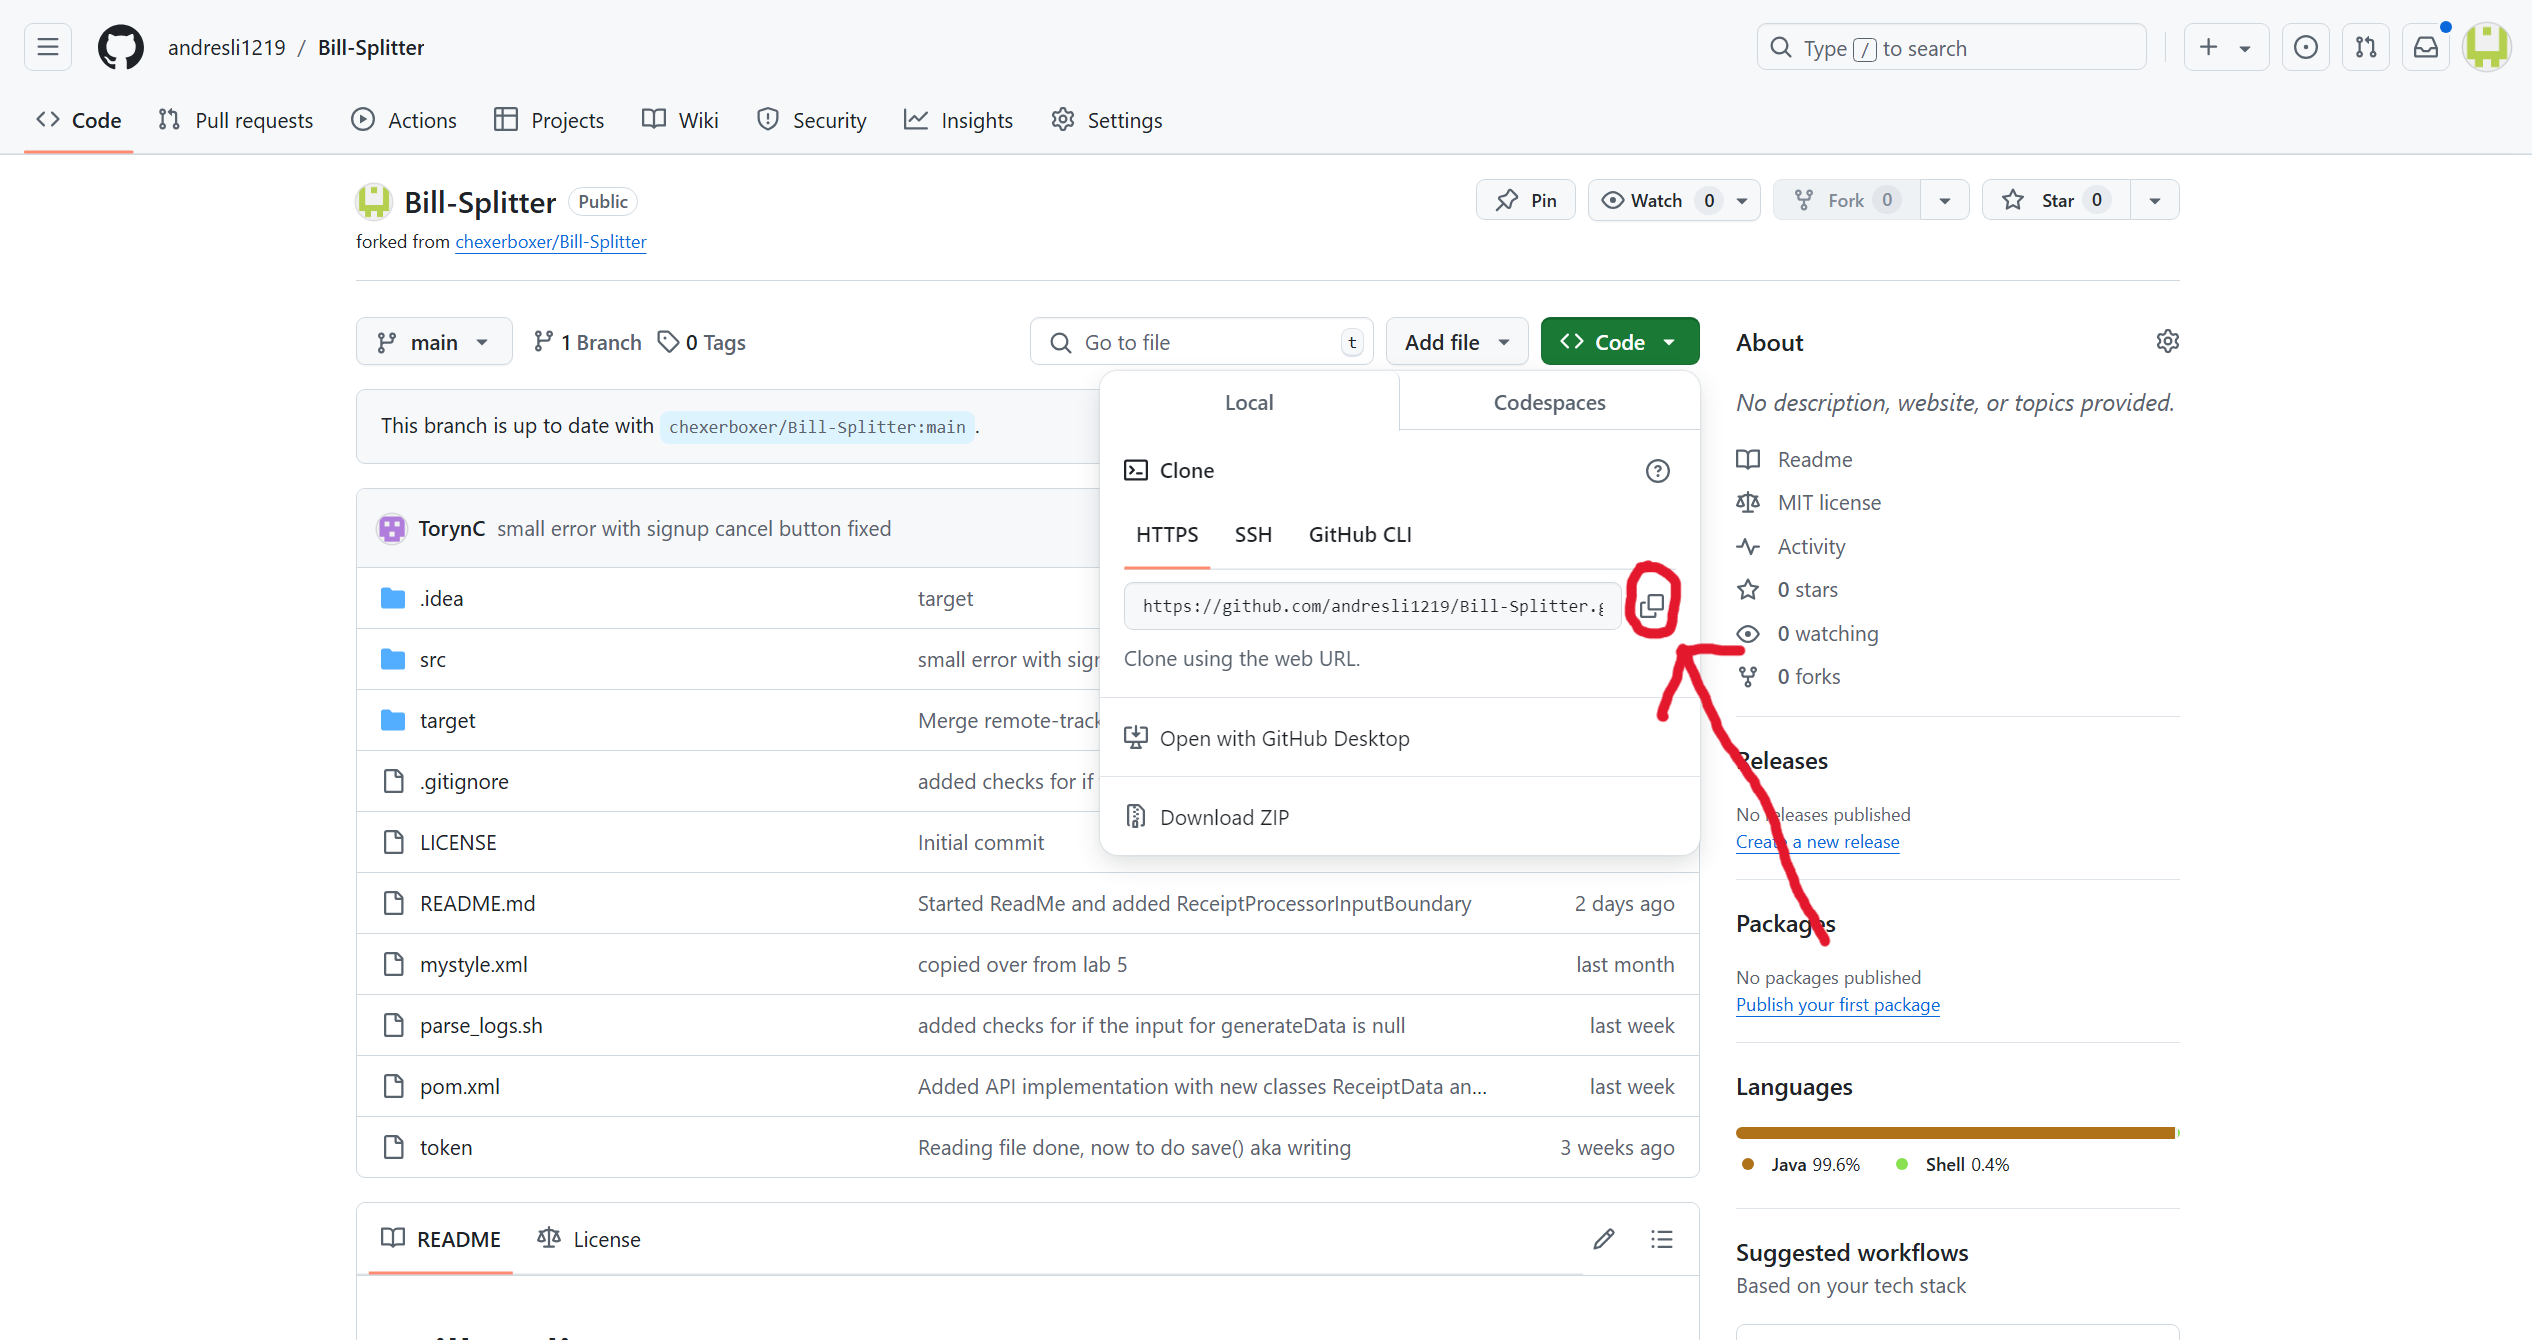 andresli1219 / Bill-Splitter
Type / to search
Code
Pull requests
Actions
Projects
Wiki
Security
Insights
Settings
Bill-Splitter
Public
forked from chexerboxer/Bill-Splitter
Pin
Watch 0
Fork 0
Star 0
main
1 Branch
0 Tags
Go to file
t
Add file
Code
Local
Codespaces
Clone
HTTPS
SSH
GitHub CLI
https://github.com/andresli1219/Bill-Splitter.g
Clone using the web URL.
Open with GitHub Desktop
Download ZIP
This branch is up to date with chexerboxer/Bill-Splitter:main .
TorynC small error with signup cancel button fixed
.idea target
src small error with sigr
target Merge remote-track
.gitignore added checks for if
LICENSE Initial commit
README.md Started ReadMe and added ReceiptProcessorInputBoundary 2 days ago
mystyle.xml copied over from lab 5 last month
parse_logs.sh added checks for if the input for generateData is null last week
pom.xml Added API implementation with new classes ReceiptData an... last week
token Reading file done, now to do save() aka writing 3 weeks ago
README
License
About
No description, website, or topics provided.
Readme
MIT license
Activity
0 stars
0 watching
0 forks
Releases
No releases published
Create a new release
Packages
No packages published
Publish your first package
Languages
Java 99.6%
Shell 0.4%
Suggested workflows
Based on your tech stack